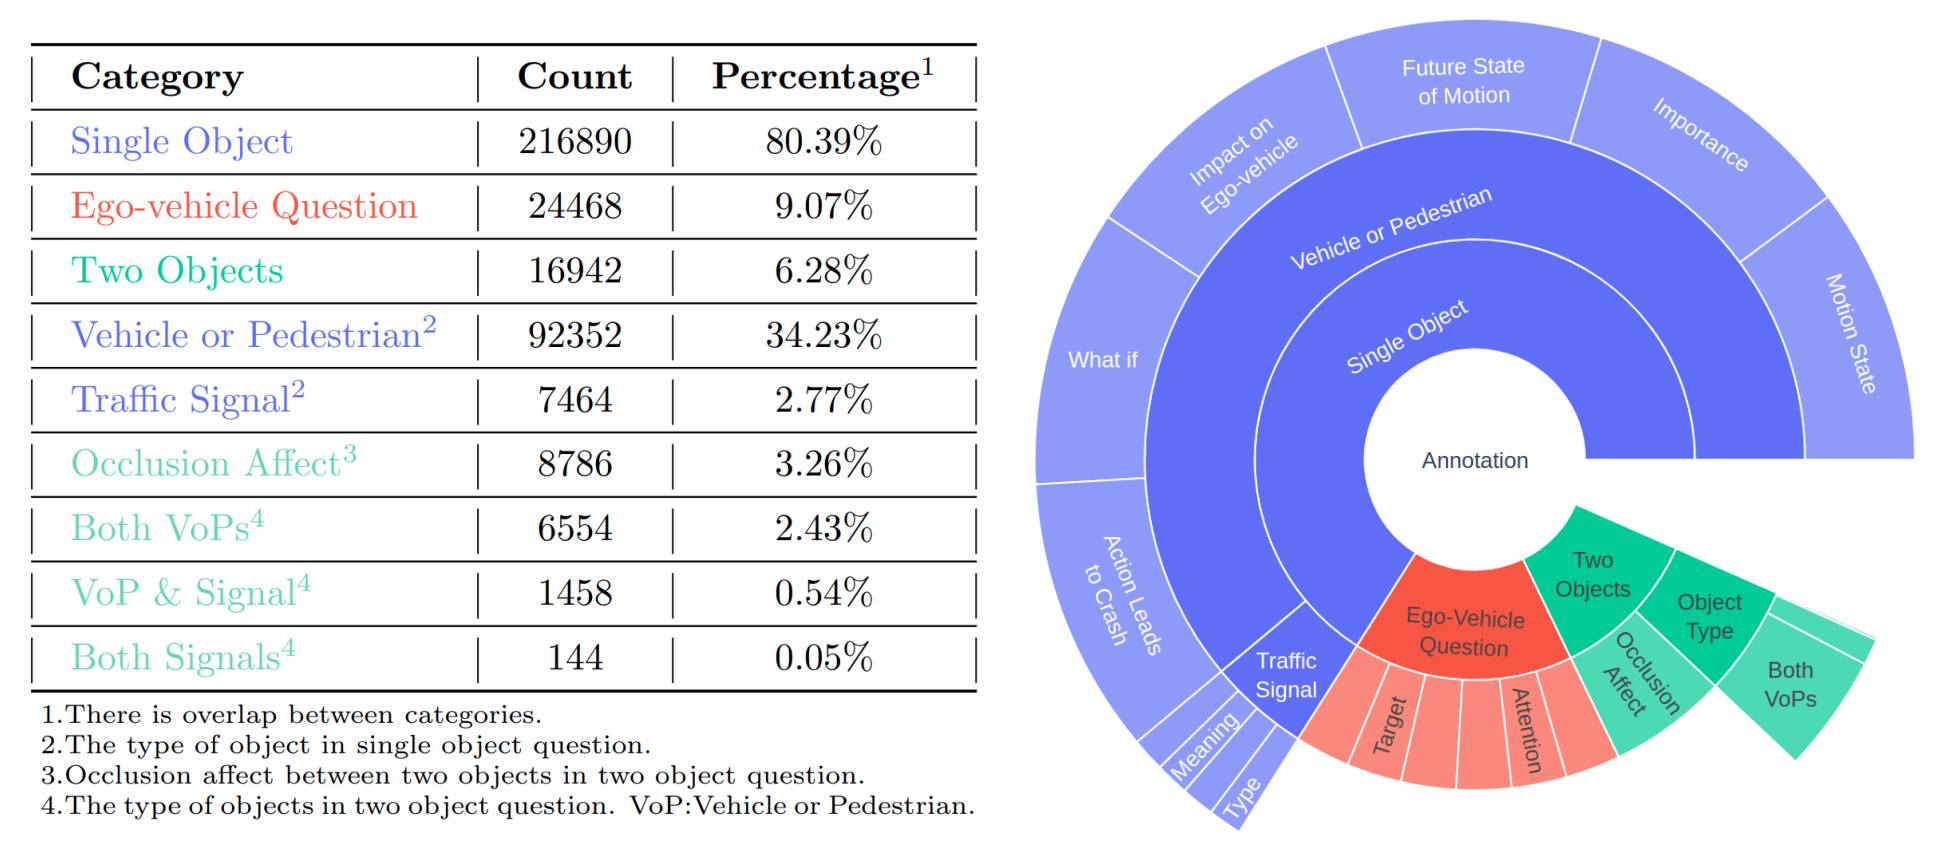 Category Count Percentage¹
Single Object 216890 80.39%
Ego-vehicle Question 24468 9.07%
Two Objects 16942 6.28%
Vehicle or Pedestrian² 92352 34.23%
Traffic Signal² 7464 2.77%
Occlusion Affect³ 8786 3.26%
Both VoPs⁴ 6554 2.43%
VoP & Signal⁴ 1458 0.54%
Both Signals⁴ 144 0.05%
1.There is overlap between categories.
2.The type of object in single object question.
3.Occlusion affect between two objects in two object question.
4.The type of objects in two object question. VoP:Vehicle or Pedestrian.
Future State
of Motion
Importance
Impact on
Ego-vehicle
Vehicle or Pedestrian
Motion State
Single Object
What if
Annotation
Action Leads
to Crash
Two
Objects
Object
Type
Ego-Vehicle
Question
Occlusion
Affect
Both
VoPs
Traffic
Signal
Target
Attention
Meaning
Type